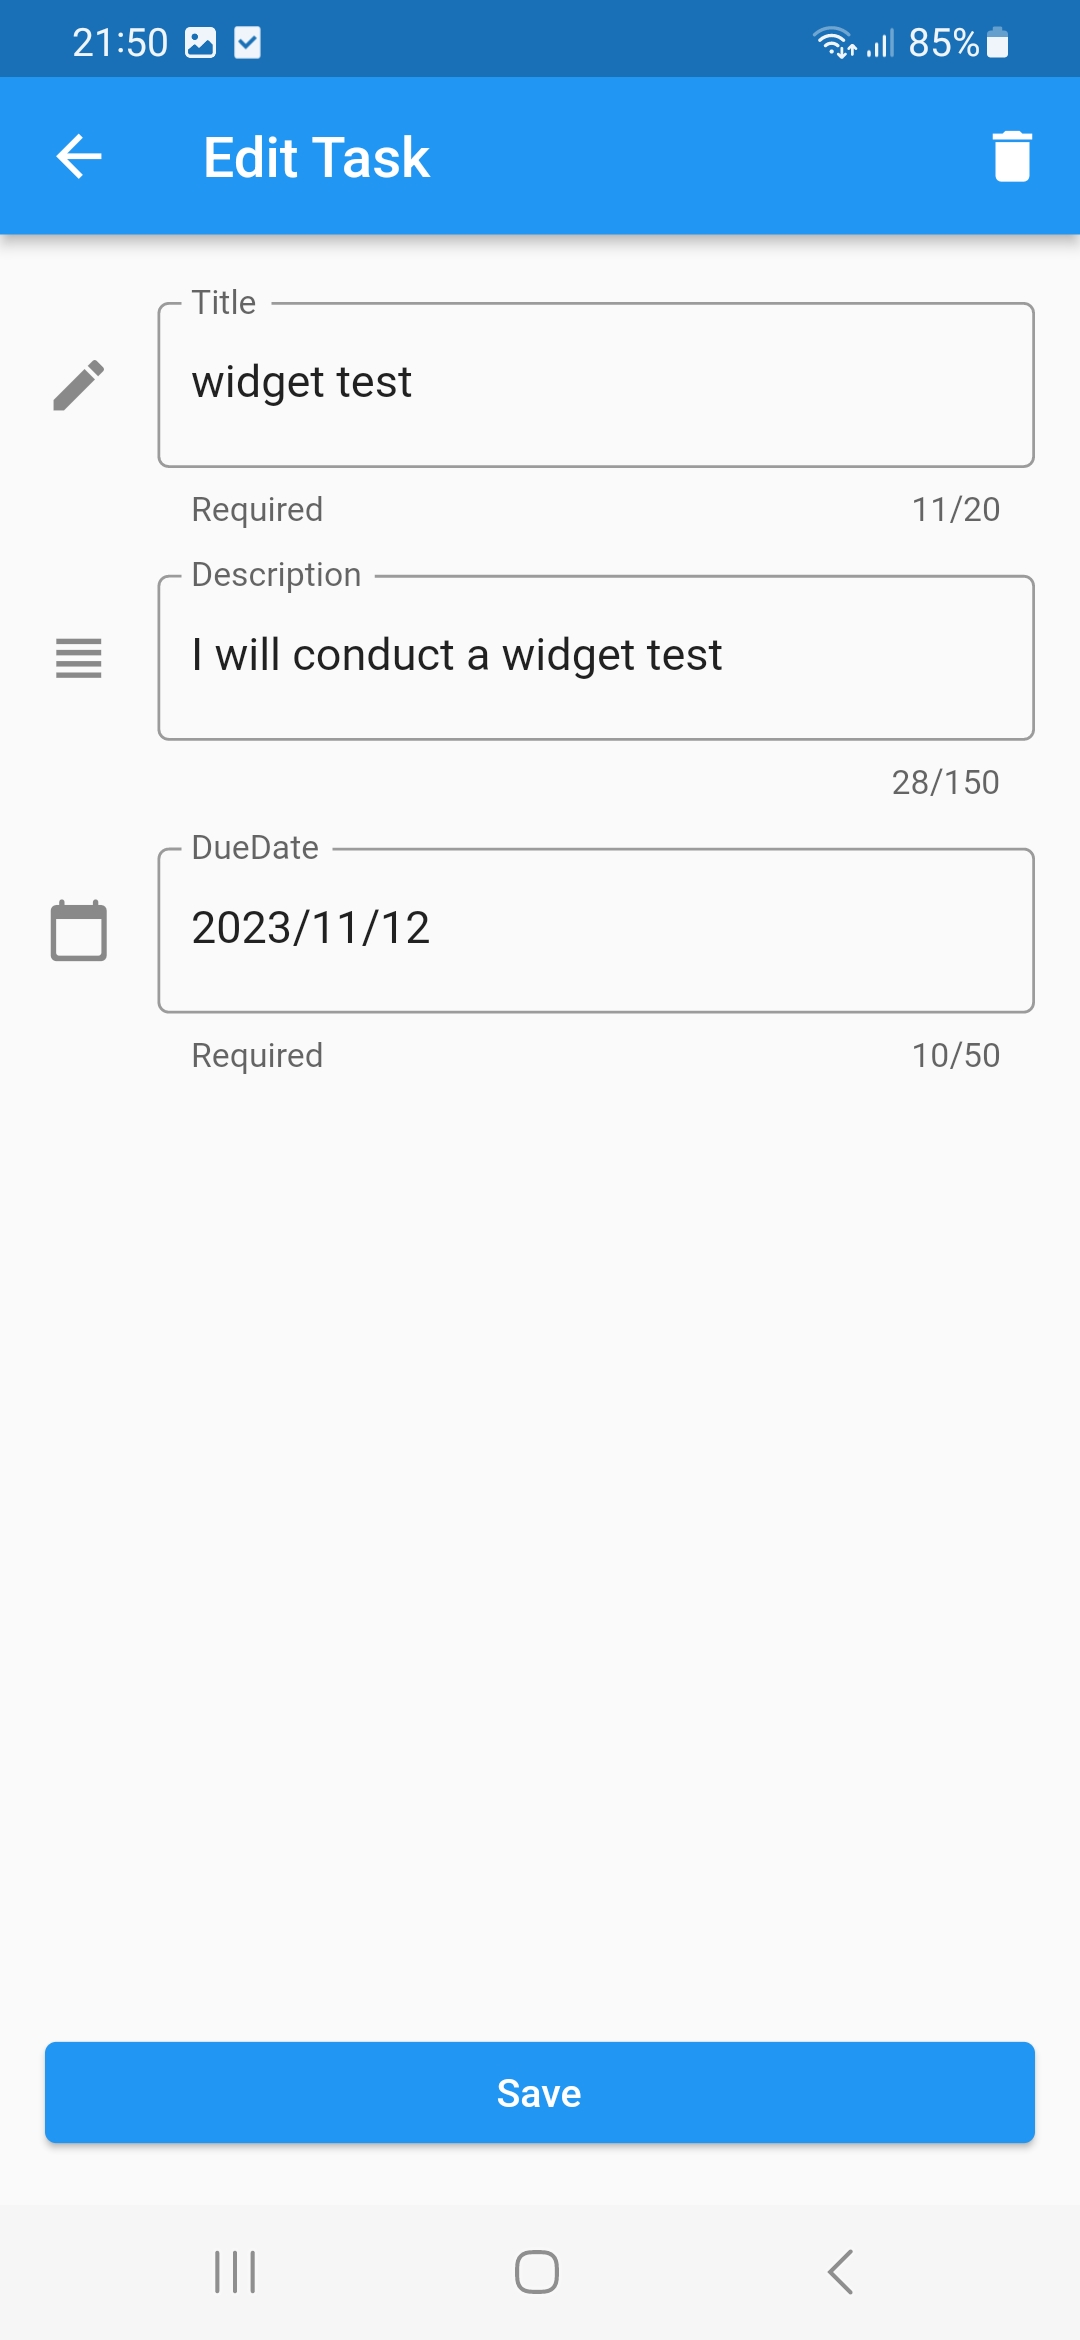 21:50 85%
Edit Task
Title
widget test
Required 11/20
Description
I will conduct a widget test
28/150
DueDate
2023/11/12
Required 10/50
Save